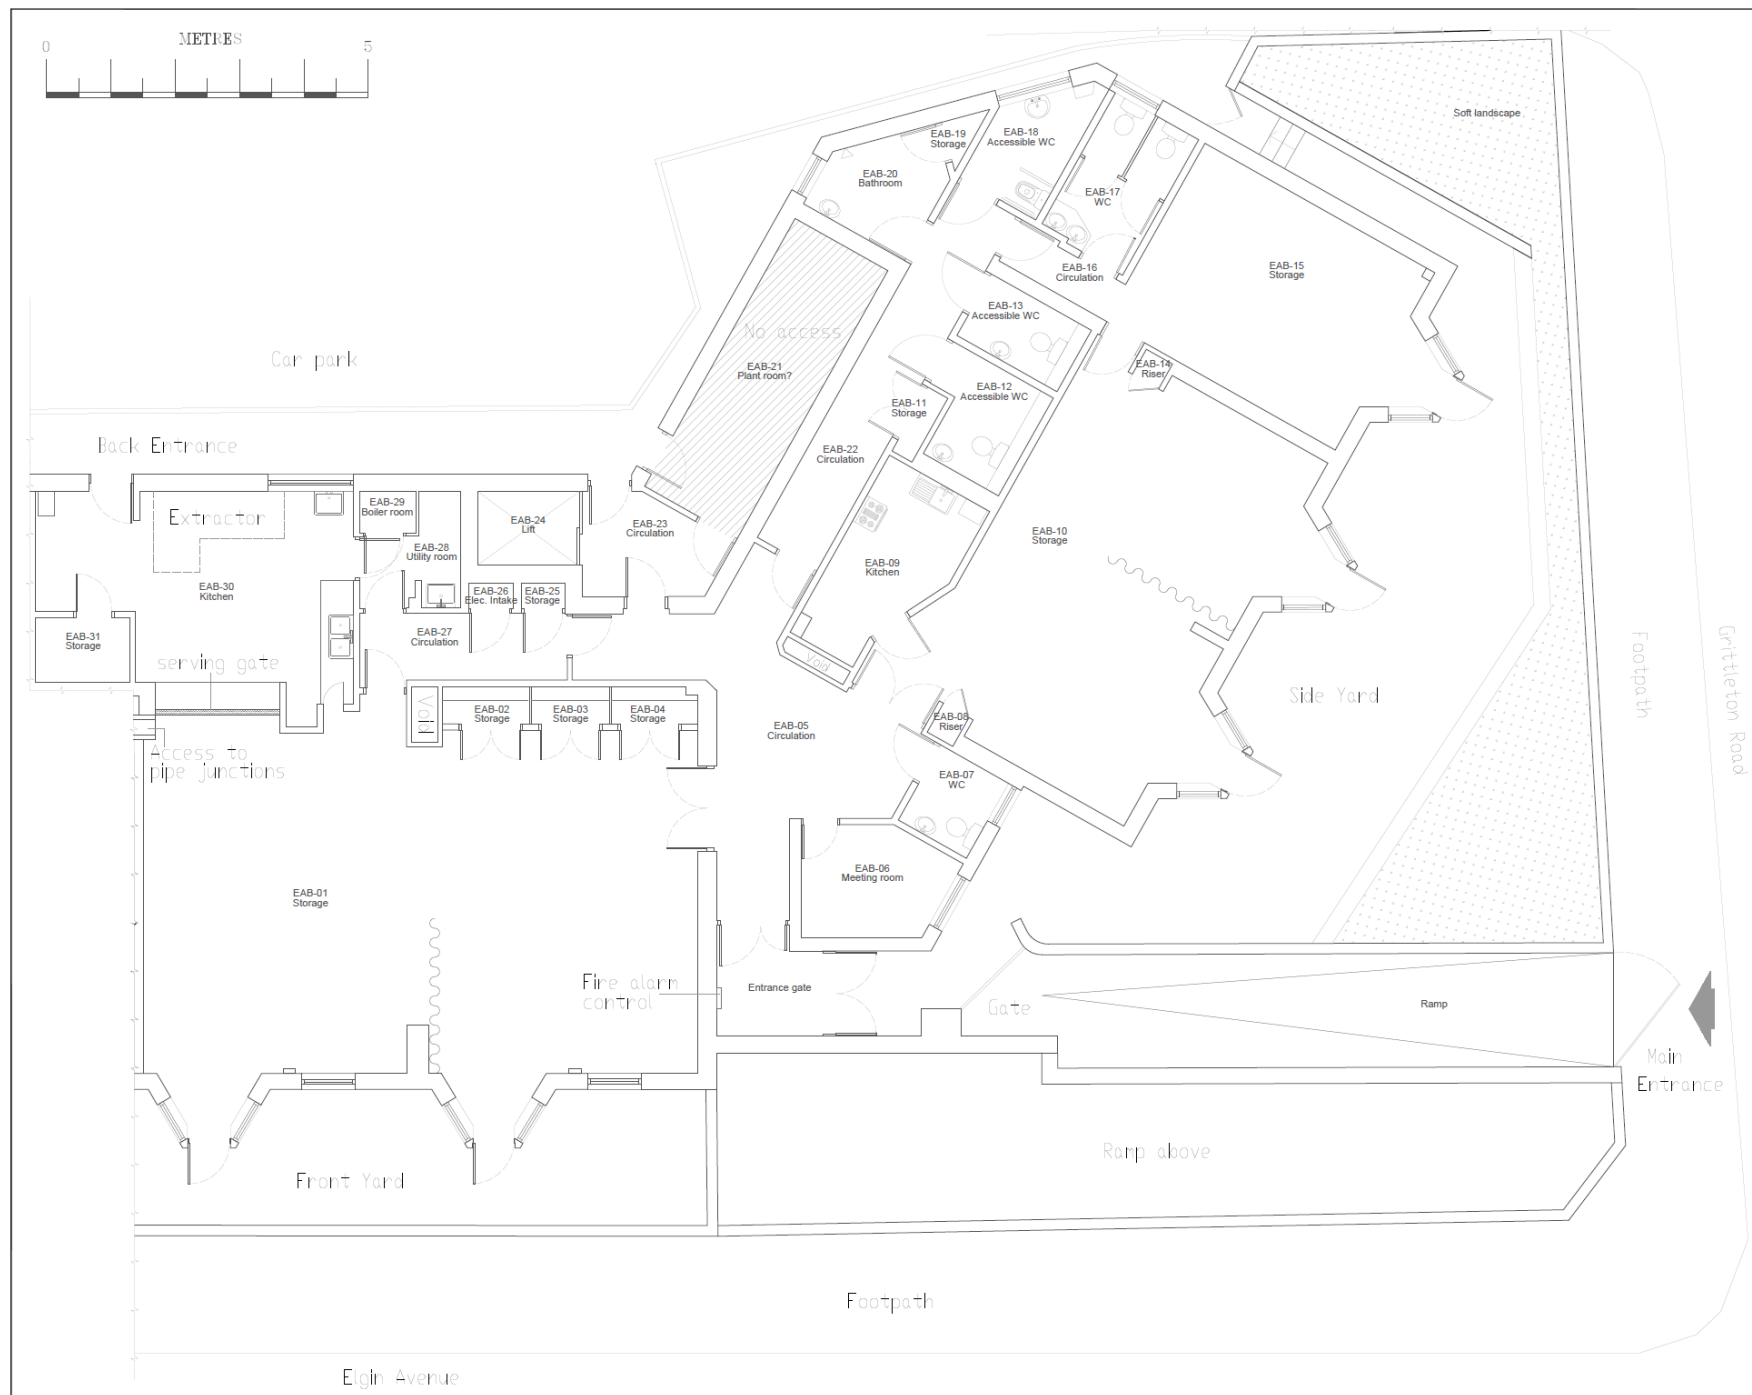 METRES
0 5
Soft landscape
EAB-19
Storage
EAB-18
Accessible WC
EAB-20
Bathroom
EAB-17
WC
EAB-16
Circulation
EAB-15
Storage
EAB-13
Accessible WC
No access
EAB-21
Plant room?
Car park
EAB-14
Riser
EAB-12
Accessible WC
EAB-11
Storage
Back Entrance
EAB-22
Circulation
EAB-29
Boiler room
Extractor
EAB-24
Lift
EAB-23
Circulation
EAB-10
Storage
EAB-28
Utility room
EAB-09
Kitchen
EAB-30
Kitchen
EAB-26
Elec. Intake
EAB-25
Storage
EAB-31
Storage
EAB-27
Circulation
serving gate
Void
Footpath
Grittleton Road
Side Yard
Void
EAB-02
Storage
EAB-03
Storage
EAB-04
Storage
EAB-05
Circulation
EAB-08
Riser
Access to
pipe junctions
EAB-07
WC
EAB-06
Meeting room
EAB-01
Storage
Fire alarm
control
Entrance gate
Gate
Ramp
Main
Entrance
Ramp above
Front Yard
Footpath
Elgin Avenue